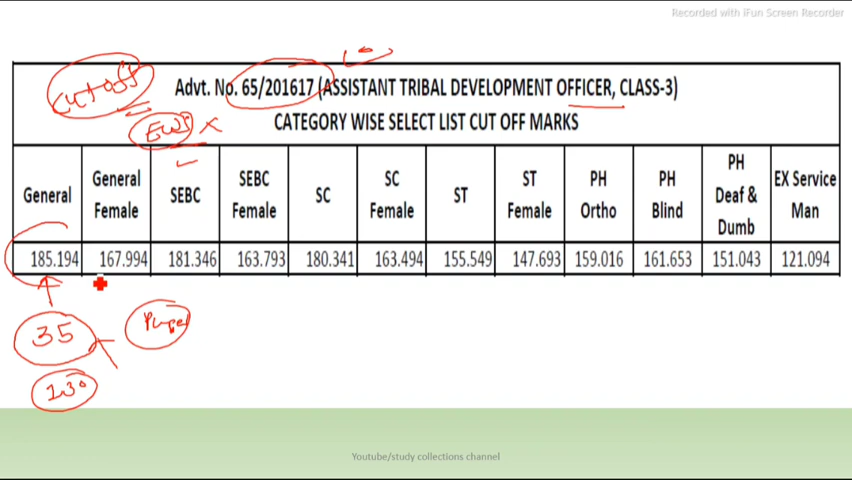 Recorded with iFun Screen Recorder
Cutoff
Advt. No. 65/201617 (ASSISTANT TRIBAL DEVELOPMENT OFFICER, CLASS-3)
EWS X
CATEGORY WISE SELECT LIST CUT OFF MARKS
General | General Female | SEBC | SEBC Female | SC | SC Female | ST | ST Female | PH Ortho | PH Blind | PH Deaf & Dumb | EX Service Man
185.194 | 167.994 | 181.346 | 163.793 | 180.341 | 163.494 | 155.549 | 147.693 | 159.016 | 161.653 | 151.043 | 121.094
35
130
Youtube/study collections channel